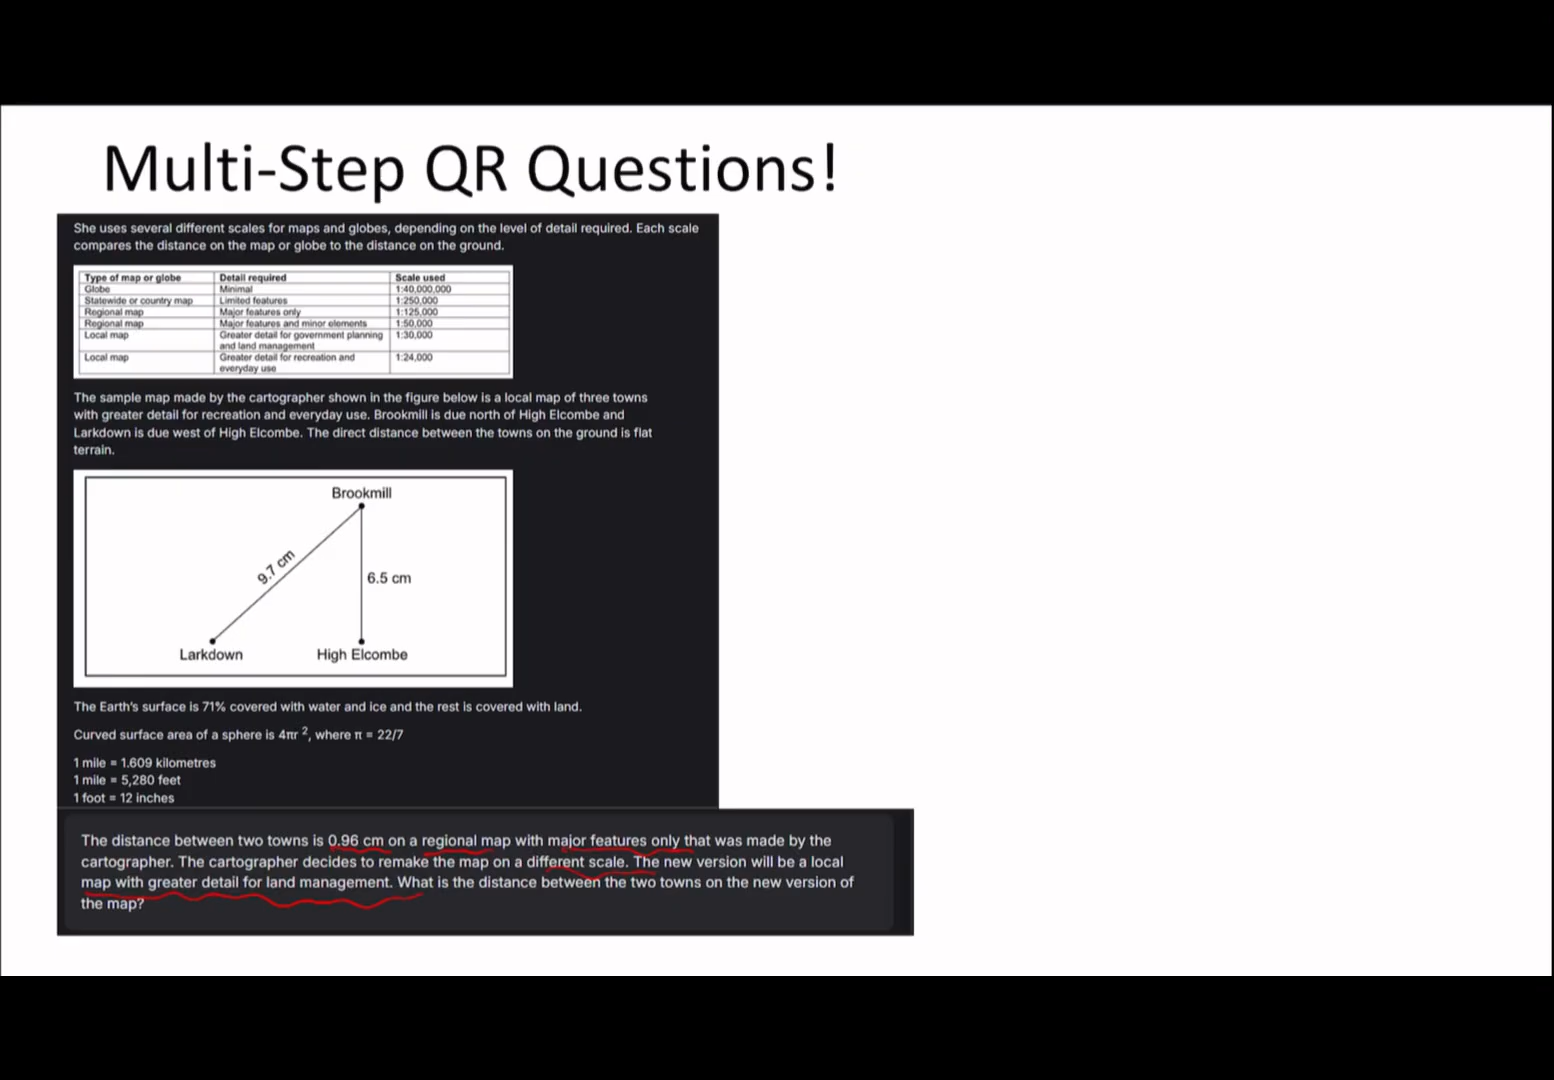 Multi-Step QR Questions!
She uses several different scales for maps and globes, depending on the level of detail required. Each scale
compares the distance on the map or globe to the distance on the ground.
Type of map or globe Detail required Scale used
Globe Minimal 1:40,000,000
Statewide or country map Limited features 1:250,000
Regional map Major features only 1:125,000
Regional map Major features and minor elements 1:50,000
Local map Greater detail for government planning 1:30,000
and land management
Local map Greater detail for recreation and 1:24,000
everyday use
The sample map made by the cartographer shown in the figure below is a local map of three towns
with greater detail for recreation and everyday use. Brookmill is due north of High Elcombe and
Larkdown is due west of High Elcombe. The direct distance between the towns on the ground is flat
terrain.
Brookmill
9.7 cm
6.5 cm
Larkdown High Elcombe
The Earth's surface is 71% covered with water and ice and the rest is covered with land.
Curved surface area of a sphere is 4πr ², where π = 22/7
1 mile = 1.609 kilometres
1 mile = 5,280 feet
1 foot = 12 inches
The distance between two towns is 0.96 cm on a regional map with major features only that was made by the
cartographer. The cartographer decides to remake the map on a different scale. The new version will be a local
map with greater detail for land management. What is the distance between the two towns on the new version of
the map?